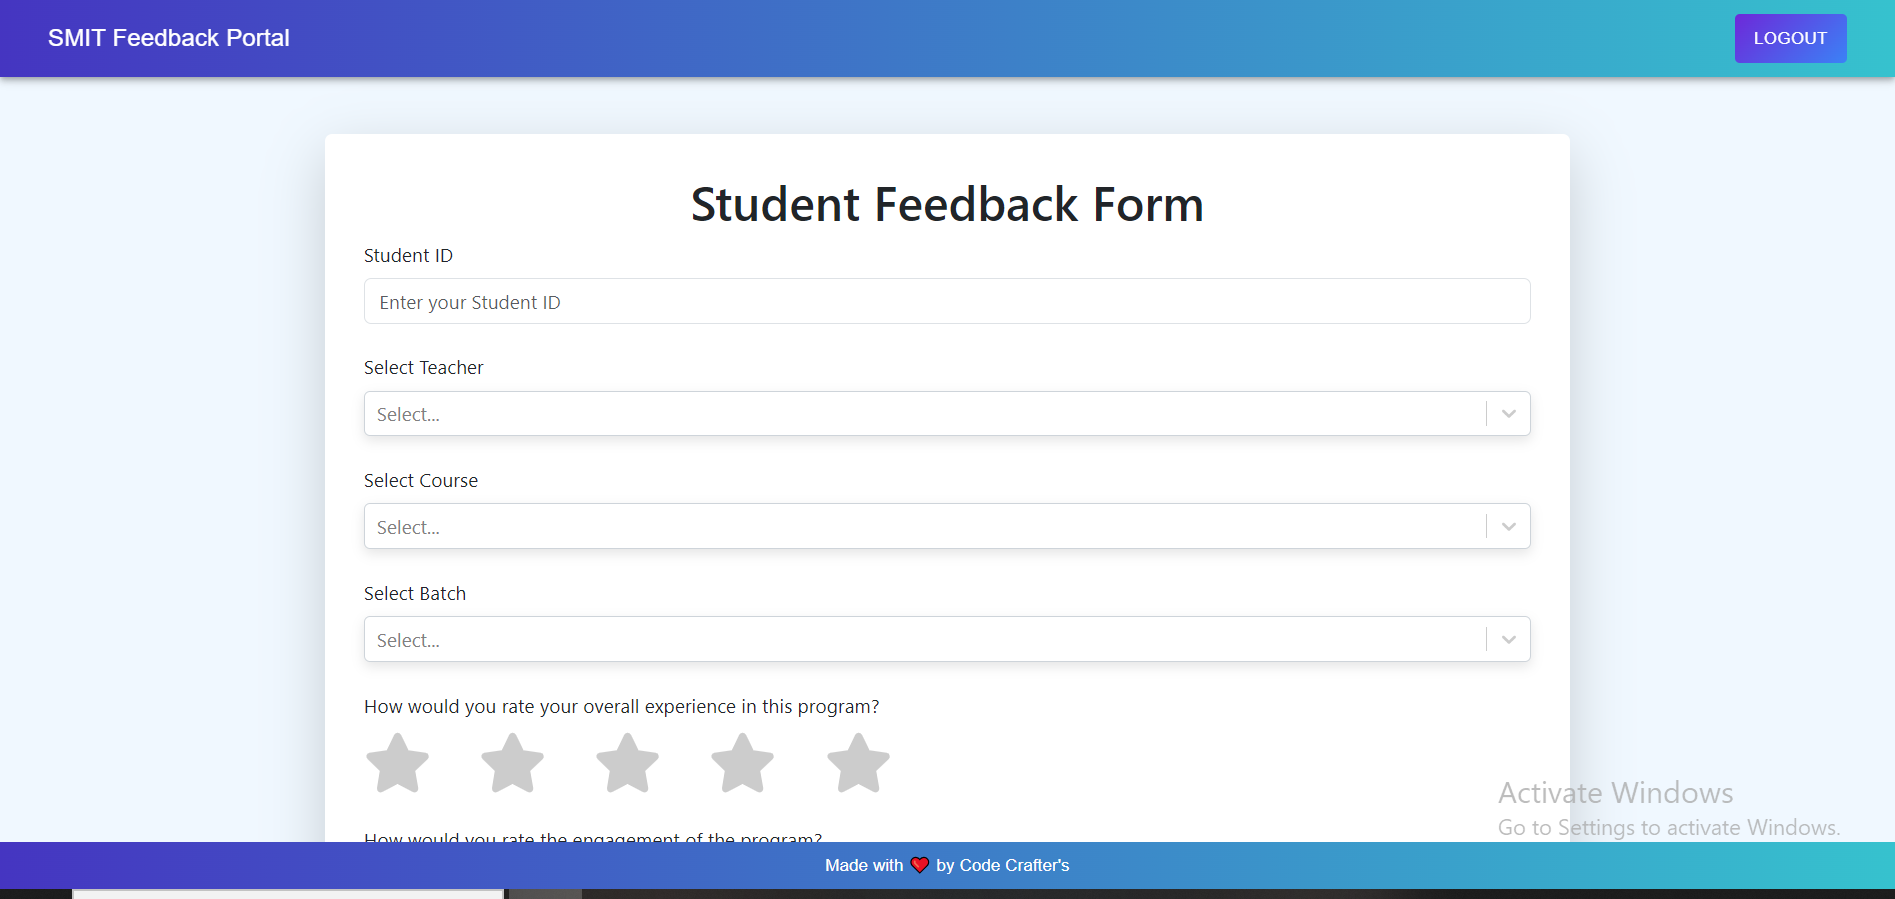 SMIT Feedback Portal
LOGOUT
Student Feedback Form
Student ID
Enter your Student ID
Select Teacher
Select...
Select Course
Select...
Select Batch
Select...
How would you rate your overall experience in this program?
How would you rate the engagement of the program?
Activate Windows
Go to Settings to activate Windows.
Made with ❤️ by Code Crafter's